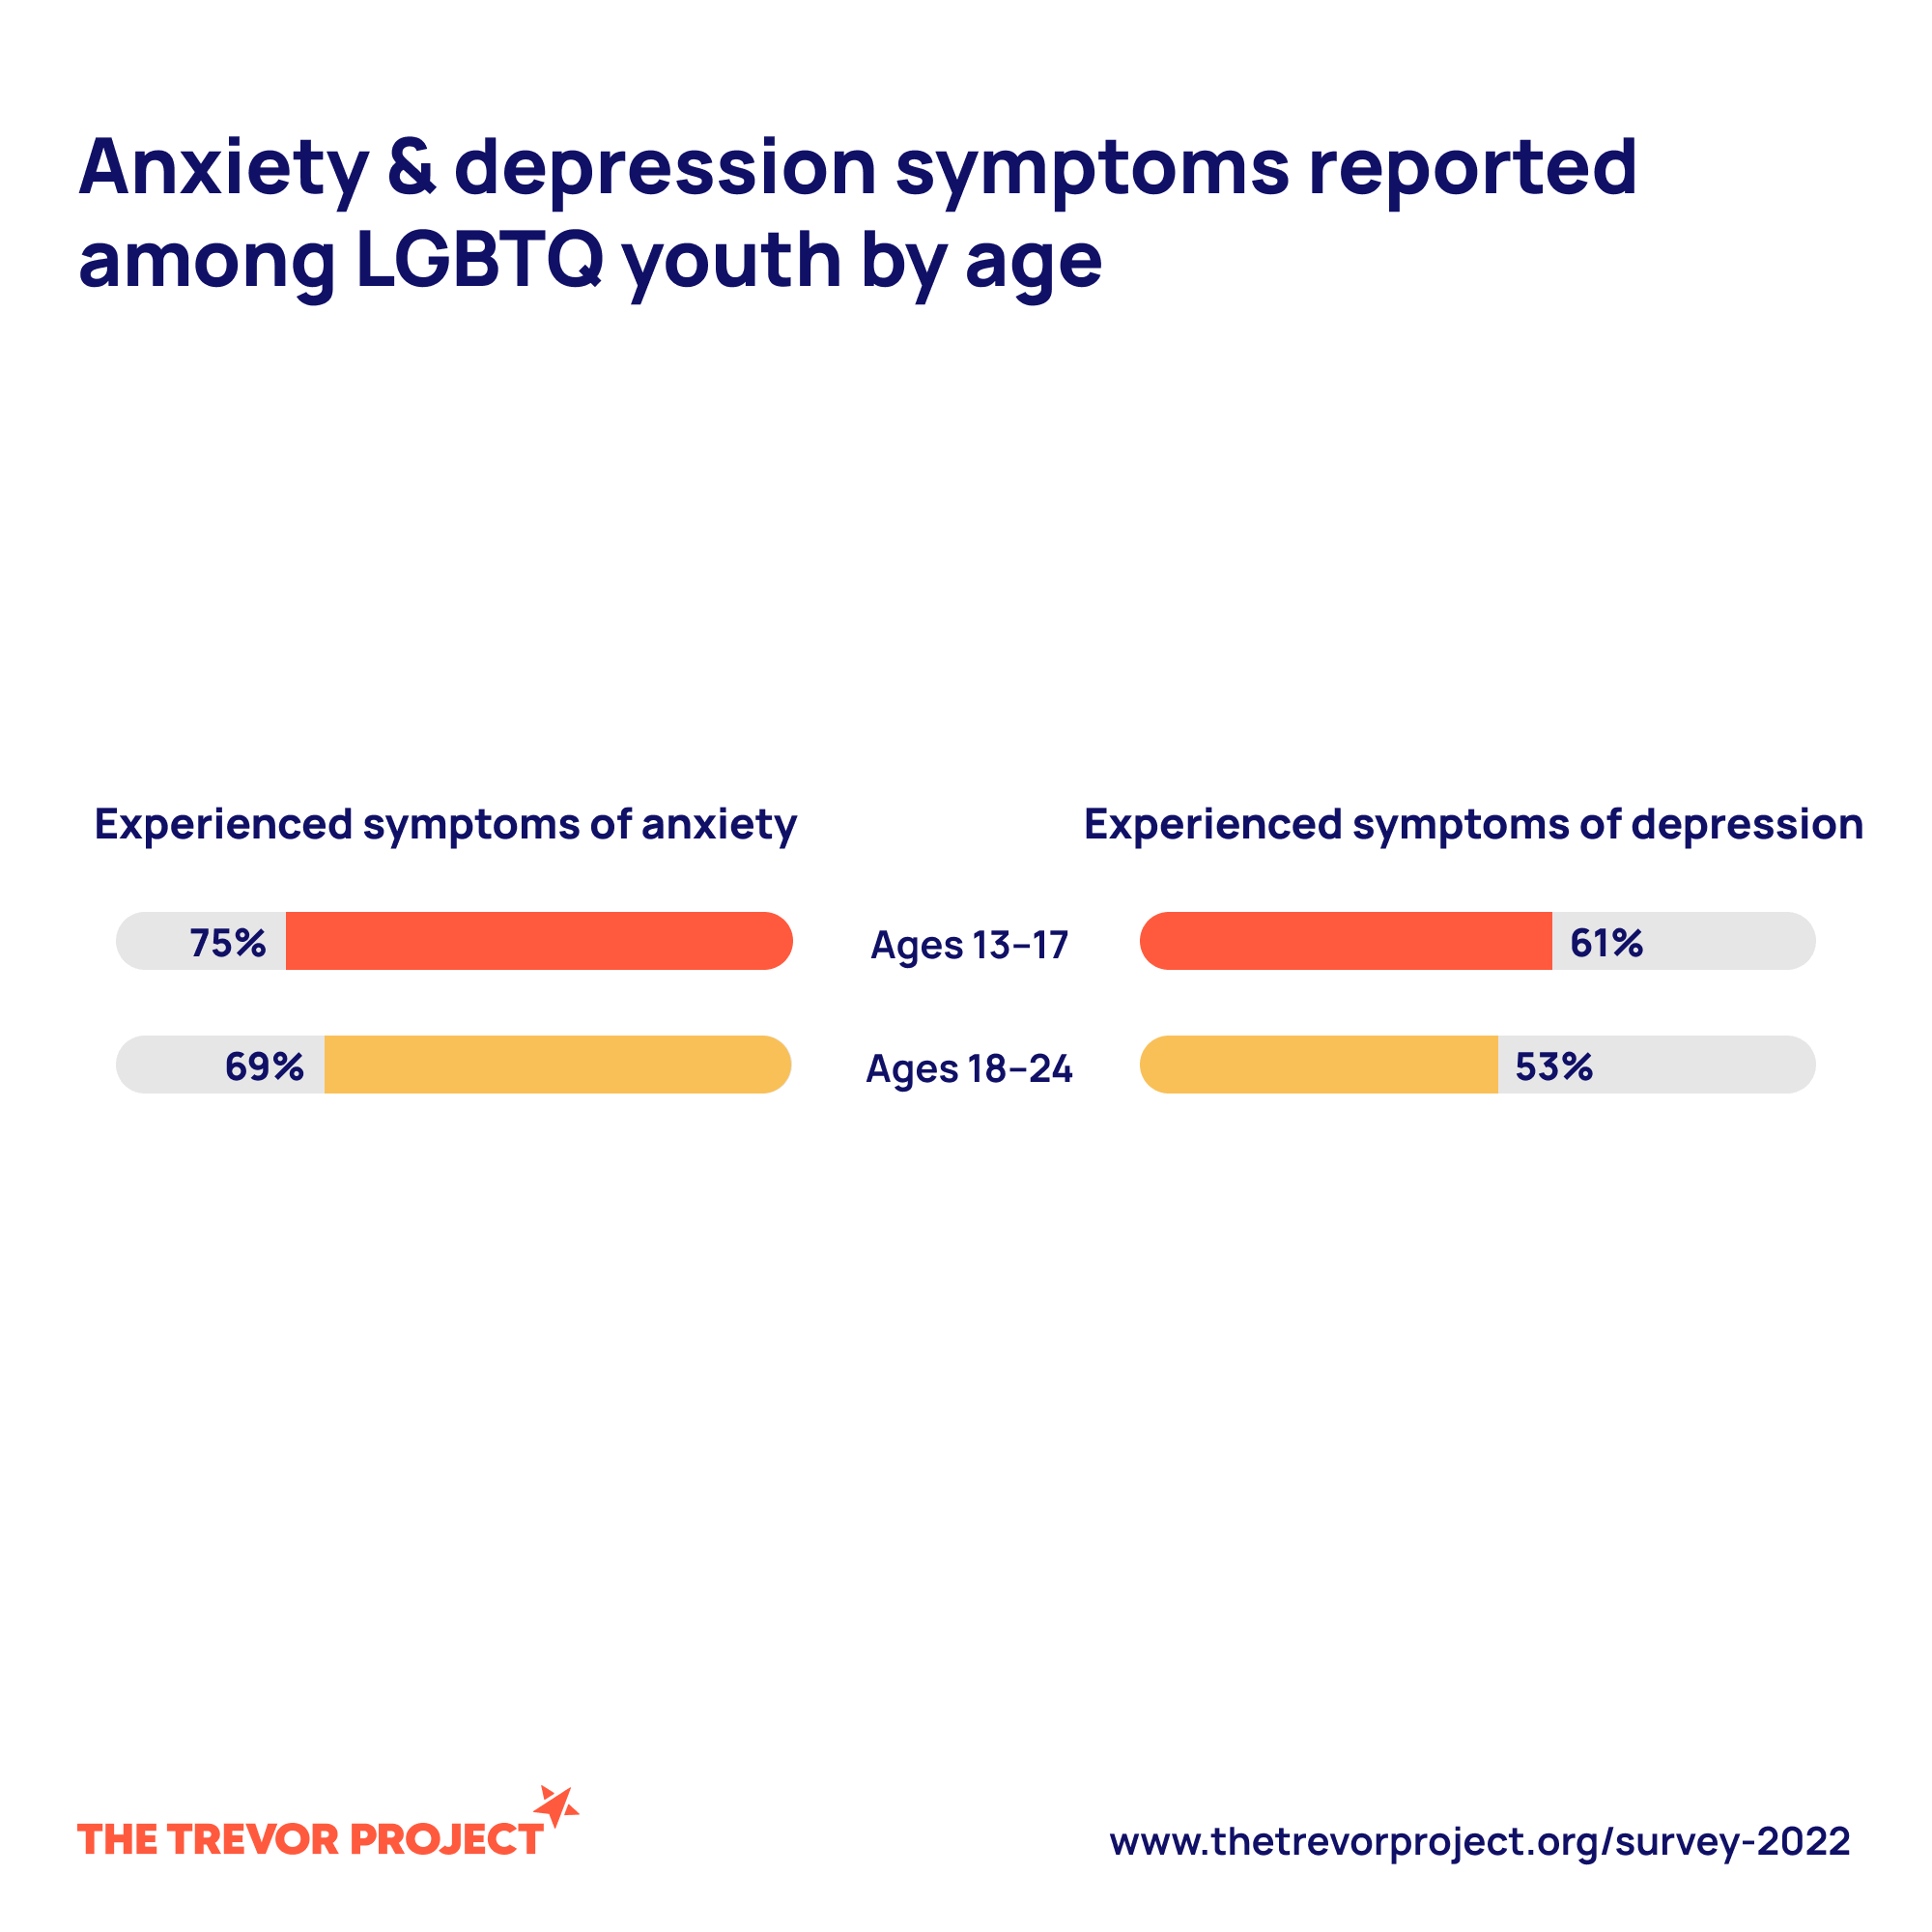 Anxiety & depression symptoms reported
among LGBTQ youth by age
Experienced symptoms of anxiety
Experienced symptoms of depression
75%
Ages 13–17
61%
69%
Ages 18–24
53%
THE TREVOR PROJECT
www.thetrevorproject.org/survey-2022